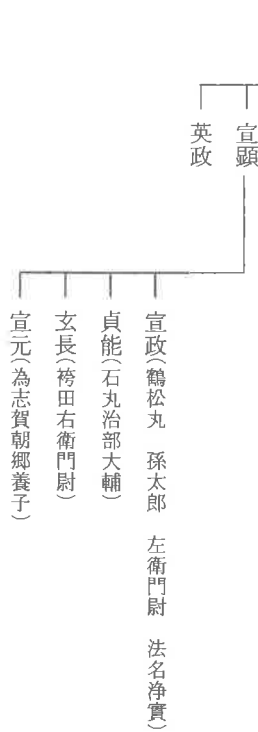 宣顕
英政
宣政（鶴松丸　孫太郎　左衛門尉　法名浄實）
貞能（石丸治部大輔）
玄長（袴田右衛門尉）
宣元（為志賀朝郷養子）